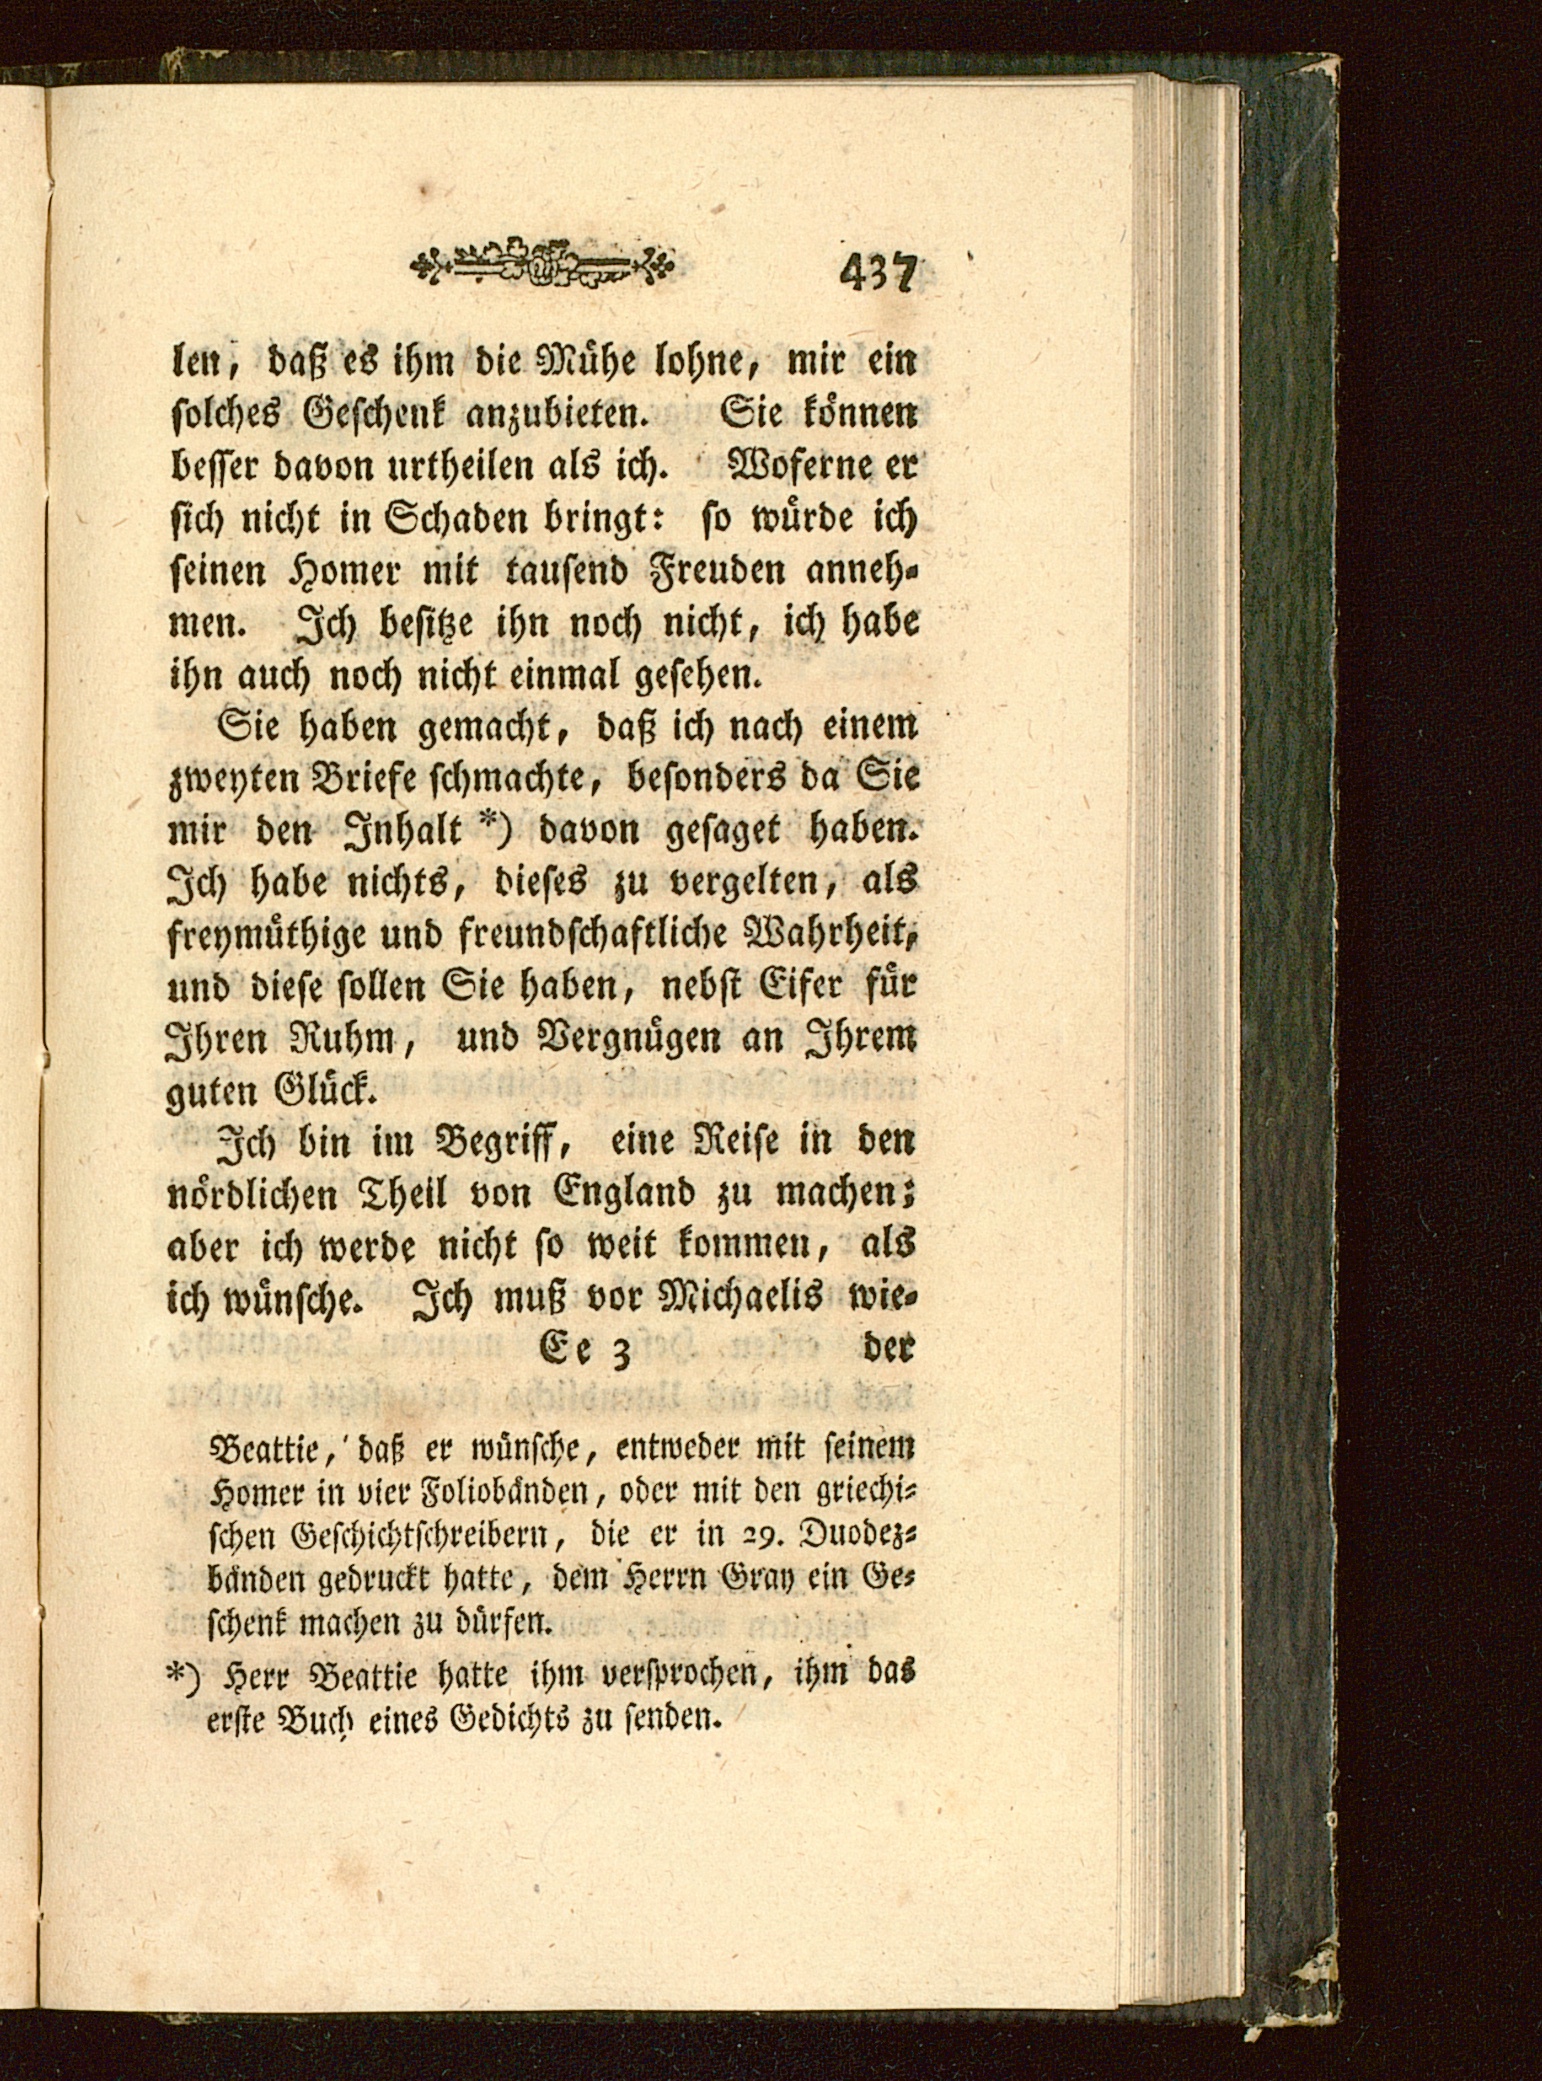 437
len, daß es ihm die Mühe lohne, mir ein
solches Geschenk anzubieten. Sie können
besser davon urtheilen als ich. Woferne er
sich nicht in Schaden bringt: so würde ich
seinen Homer mit tausend Freuden anneh-
men. Ich besitze ihn noch nicht, ich habe
ihn auch noch nicht einmal gesehen.
Sie haben gemacht, daß ich nach einem
zweyten Briefe schmachte, besonders da Sie
mir den Inhalt *) davon gesaget haben.
Ich habe nichts, dieses zu vergelten, als
freymüthige und freundschaftliche Wahrheit,
und diese sollen Sie haben, nebst Eifer für
Ihren Ruhm, und Vergnügen an Ihrem
guten Glück.
Ich bin im Begriff, eine Reise in den
nördlichen Theil von England zu machen;
aber ich werde nicht so weit kommen, als
ich wünsche. Ich muß vor Michaelis wie-
Ee 3 der
Beattie, daß er wünsche, entweder mit seinem
Homer in vier Foliobänden, oder mit den griechi-
schen Geschichtschreibern, die er in 29. Duodez-
bänden gedruckt hatte, dem Herrn Gray ein Ge-
schenk machen zu dürfen.
*) Herr Beattie hatte ihm versprochen, ihm das
erste Buch eines Gedichts zu senden.